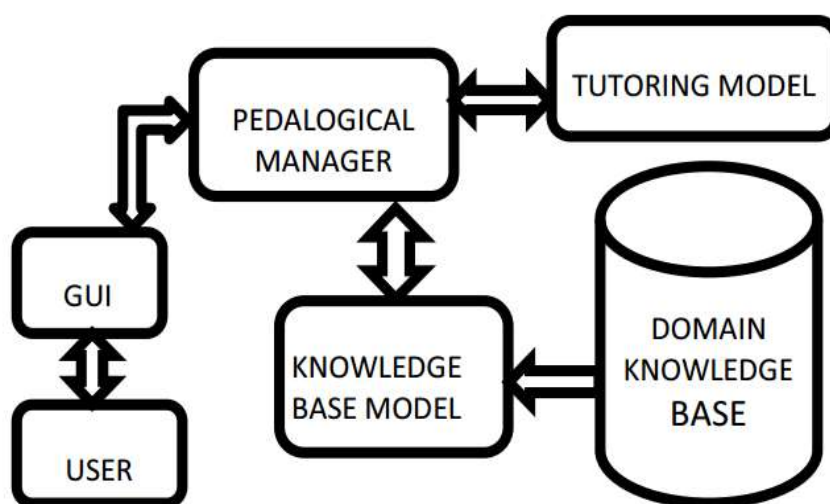 PEDALOGICAL
MANAGER
TUTORING MODEL
GUI
USER
KNOWLEDGE
BASE MODEL
DOMAIN
KNOWLEDGE
BASE